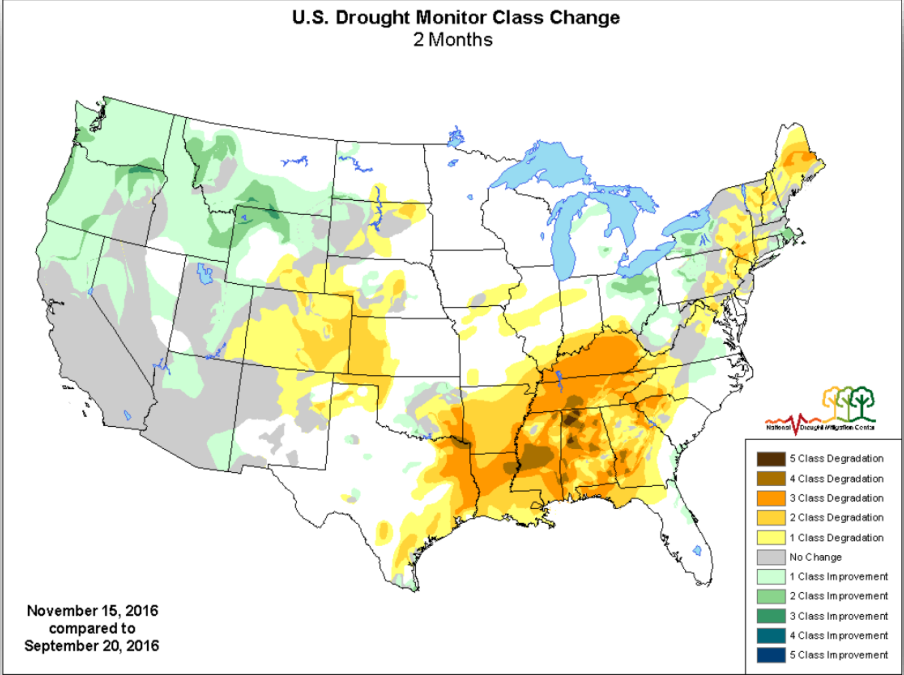 U.S. Drought Monitor Class Change
2 Months
National Drought Mitigation Center
5 Class Degradation
4 Class Degradation
3 Class Degradation
2 Class Degradation
1 Class Degradation
No Change
1 Class Improvement
2 Class Improvement
3 Class Improvement
4 Class Improvement
5 Class Improvement
November 15, 2016
compared to
September 20, 2016